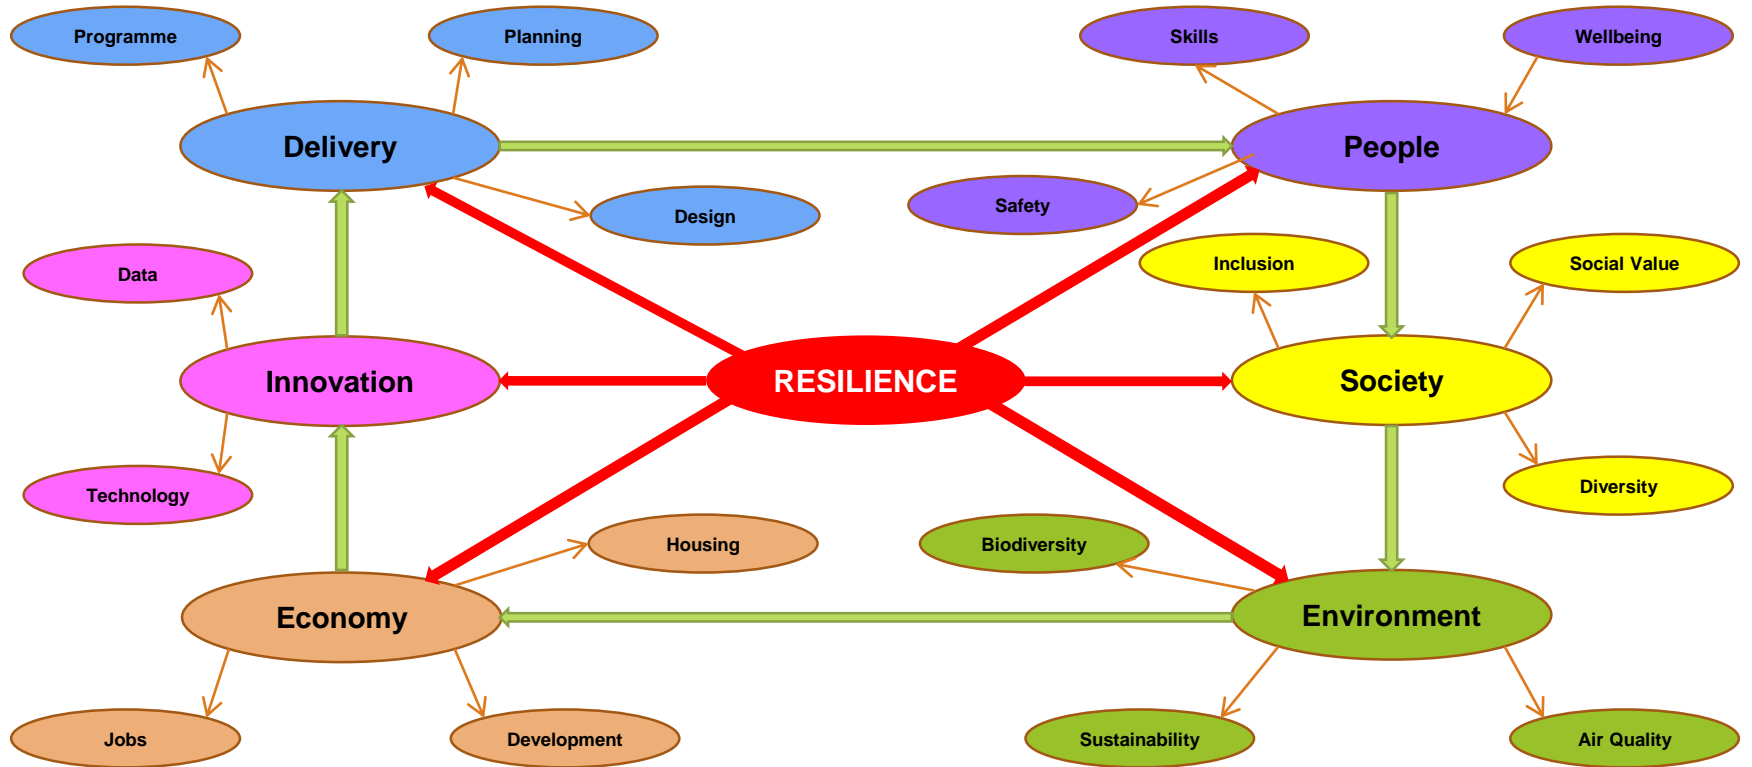 Programme
Planning
Skills
Wellbeing
Delivery
People
Safety
Design
Inclusion
Social Value
Data
Innovation
RESILIENCE
Society
Technology
Diversity
Housing
Biodiversity
Economy
Environment
Jobs
Development
Sustainability
Air Quality